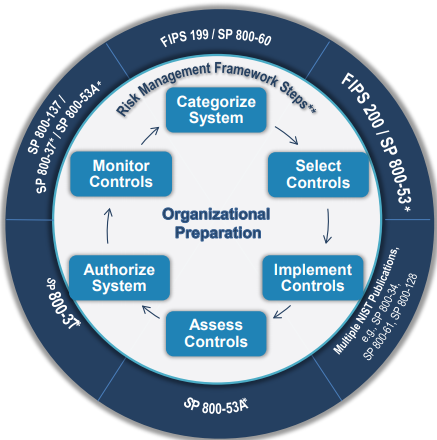 FIPS 199 / SP 800-60
Risk Management Framework Steps**
Categorize
System
FIPS 200 / SP 800-53 *
Select
Controls
Multiple NIST Publications,
e.g., SP 800-34,
SP 800-61, SP 800-128
Implement
Controls
SP 800-53A*
Assess
Controls
SP 800-37*
Authorize
System
SP 800-137 /
SP 800-37* / SP 800-53A*
Monitor
Controls
Organizational
Preparation